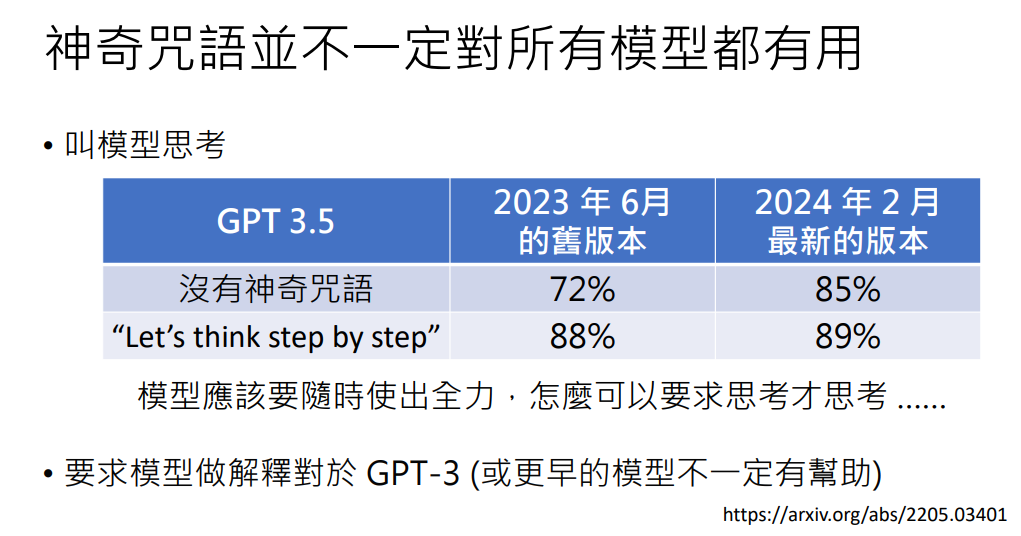 神奇咒語並不一定對所有模型都有用
• 叫模型思考
GPT 3.5
2023 年 6月
的舊版本
2024 年 2 月
最新的版本
沒有神奇咒語
72%
85%
“Let’s think step by step”
88%
89%
模型應該要隨時使出全力，怎麼可以要求思考才思考 ......
• 要求模型做解釋對於 GPT-3 (或更早的模型不一定有幫助)
https://arxiv.org/abs/2205.03401